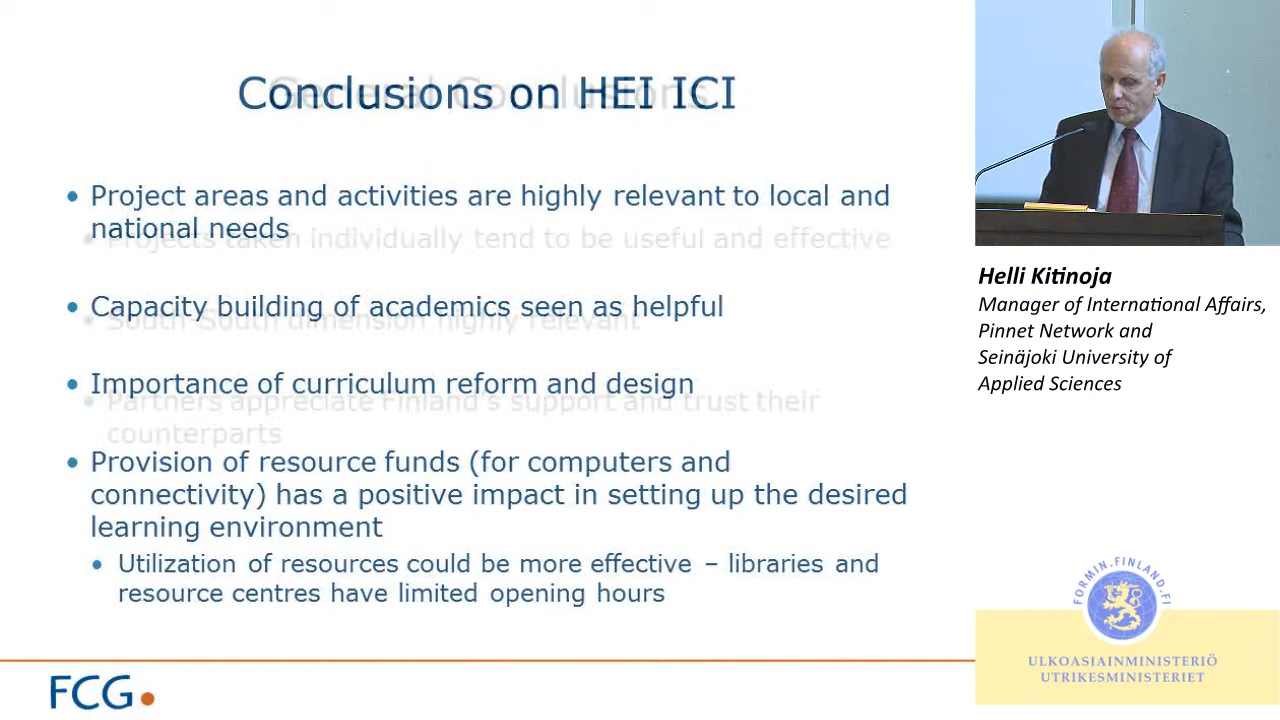 Conclusions on HEI ICI
General Conclusions
• Project areas and activities are highly relevant to local and
national needs
• Projects taken individually tend to be useful and effective
• Capacity building of academics seen as helpful
• South-South dimension highly relevant
• Importance of curriculum reform and design
• Partners appreciate Finland's support and trust their
counterparts
• Provision of resource funds (for computers and
connectivity) has a positive impact in setting up the desired
learning environment
• Utilization of resources could be more effective – libraries and
resource centres have limited opening hours
FCG
Helli Kitinoja
Manager of International Affairs,
Pinnet Network and
Seinäjoki University of
Applied Sciences
FORMIN.FINLAND.FI
ULKOASIAINMINISTERIÖ
UTRIKESMINISTERIET